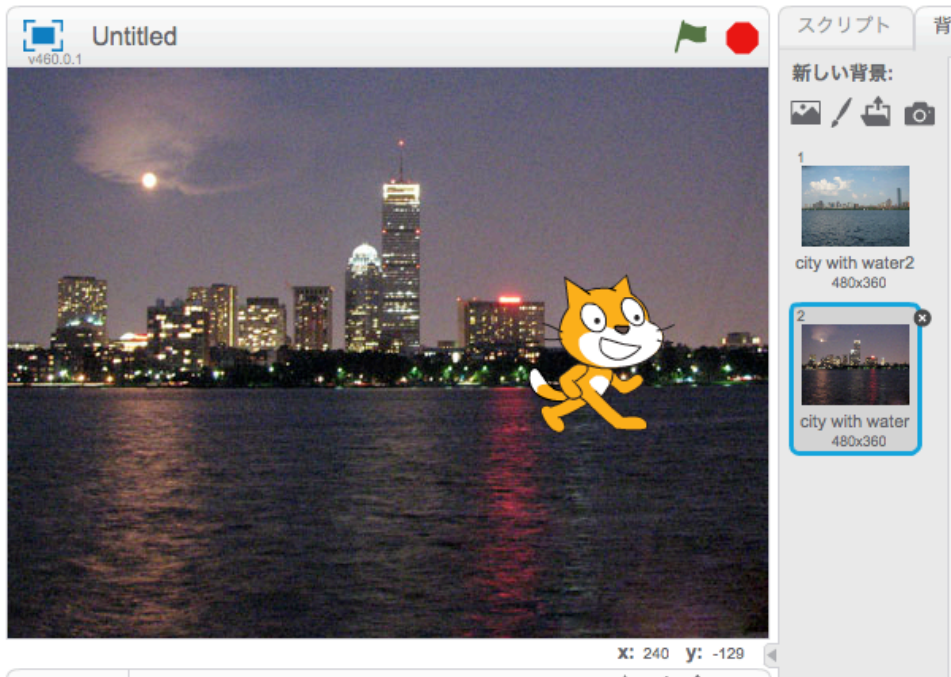 Untitled
v460.0.1
スクリプト
背
新しい背景:
1
city with water2
480x360
2
city with water
480x360
x: 240 y: -129